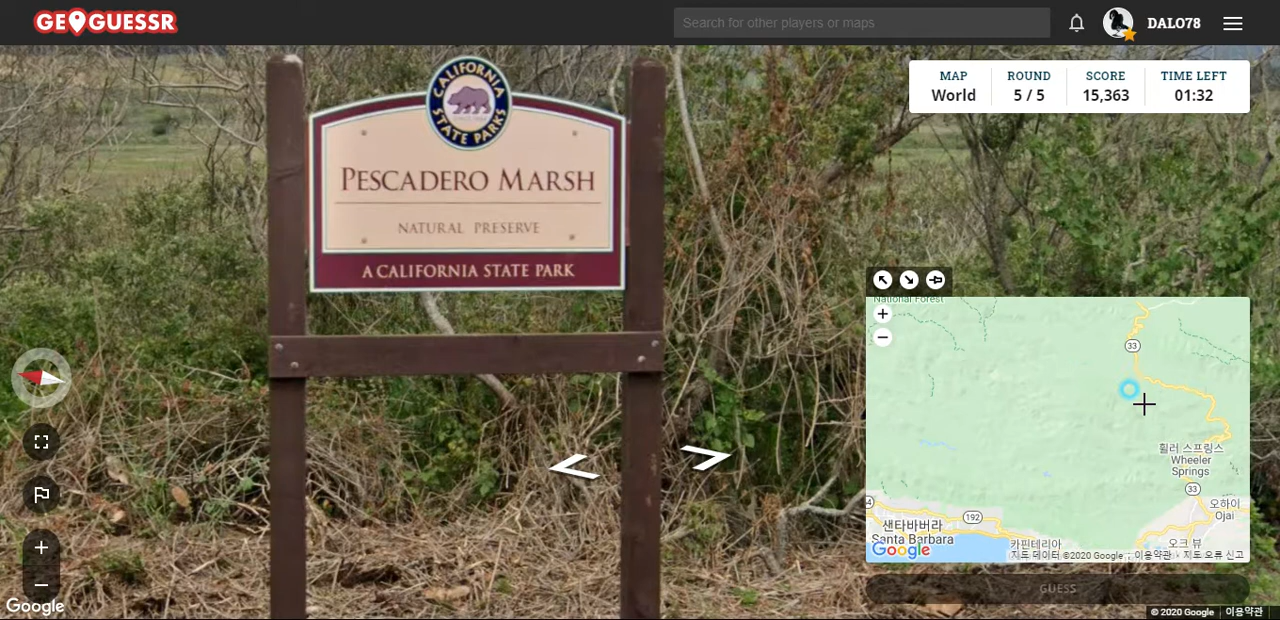 GEOGUESSR
Search for other players or maps
DALO78
MAP
World
ROUND
5 / 5
SCORE
15,363
TIME LEFT
01:32
CALIFORNIA
STATE PARKS
PESCADERO MARSH
NATURAL PRESERVE
A CALIFORNIA STATE PARK
National Forest
+
−
33
휠러 스프링스
Wheeler
Springs
33
오하이
Ojai
192
샌타바버라
Santa Barbara
카핀테리아
오크 뷰
Google
지도 데이터 ©2020 Google
이용약관
지도 오류 신고
GUESS
+
−
Google
© 2020 Google
이용약관